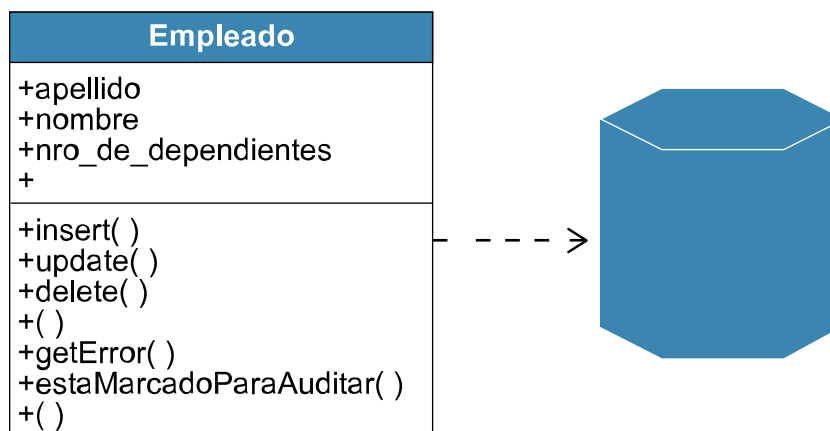 Empleado
+apellido
+nombre
+nro_de_dependientes
+
+insert( )
+update( )
+delete( )
+( )
+getError( )
+estaMarcadoParaAuditar( )
+( )